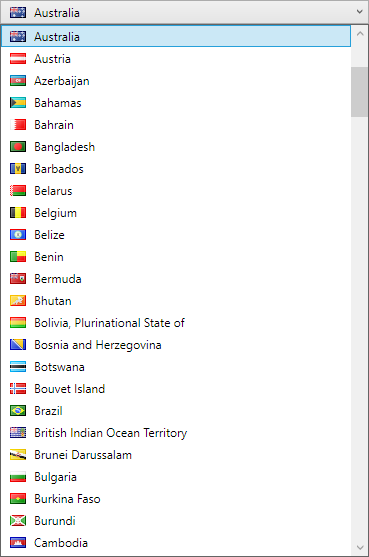 Australia
Australia
Austria
Azerbaijan
Bahamas
Bahrain
Bangladesh
Barbados
Belarus
Belgium
Belize
Benin
Bermuda
Bhutan
Bolivia, Plurinational State of
Bosnia and Herzegovina
Botswana
Bouvet Island
Brazil
British Indian Ocean Territory
Brunei Darussalam
Bulgaria
Burkina Faso
Burundi
Cambodia